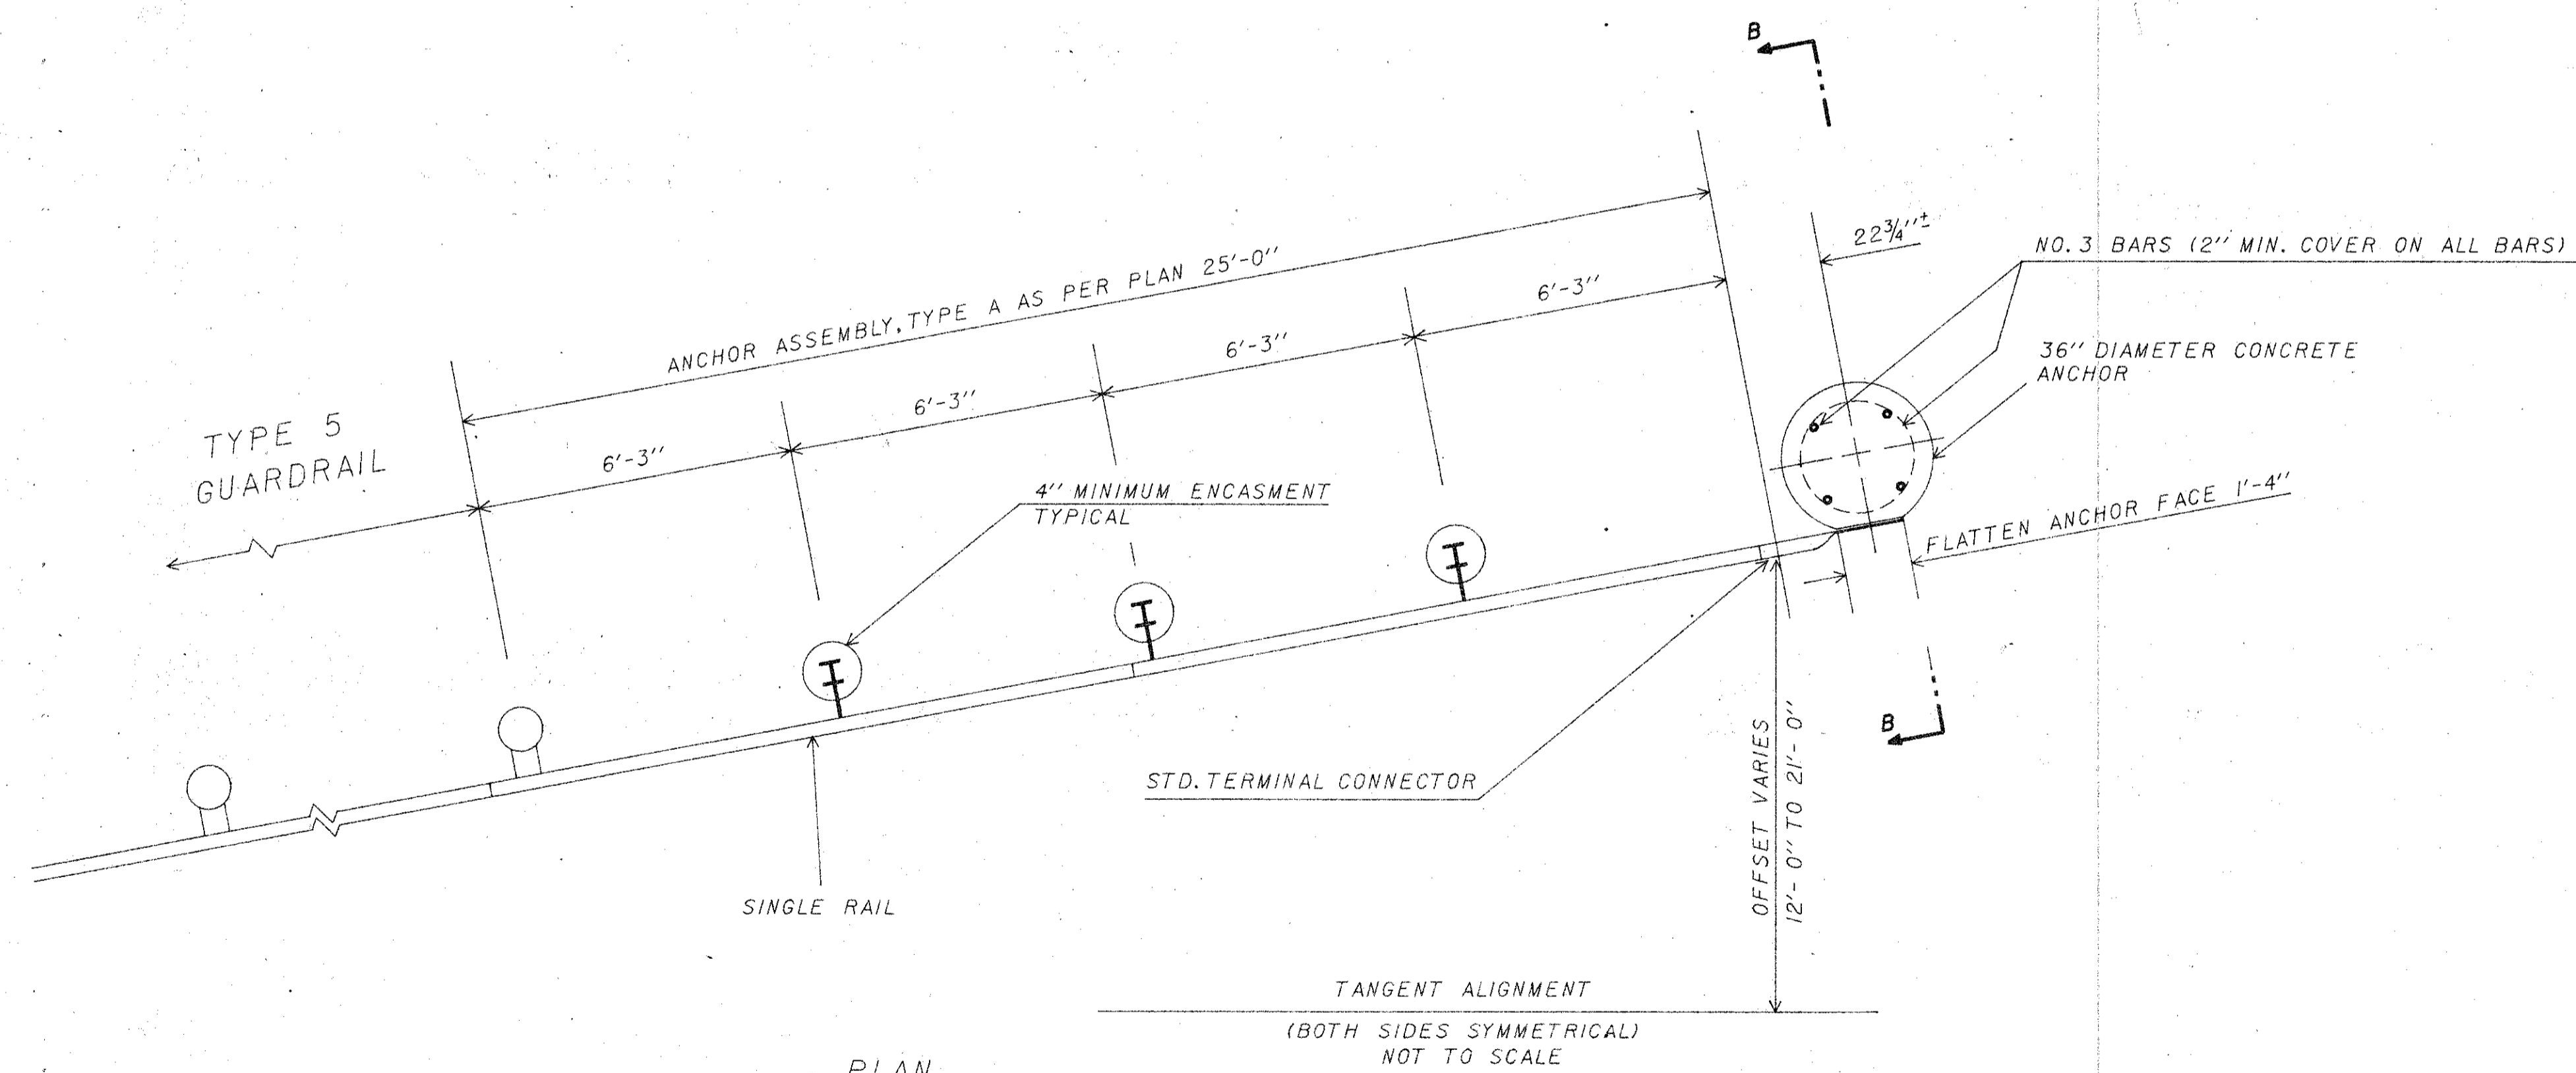 B
22¾"±
NO. 3 BARS (2" MIN. COVER ON ALL BARS)
ANCHOR ASSEMBLY, TYPE A AS PER PLAN 25'-0"
6'-3"
6'-3"
6'-3"
6'-3"
36" DIAMETER CONCRETE
ANCHOR
TYPE 5
GUARDRAIL
4" MINIMUM ENCASMENT
TYPICAL
FLATTEN ANCHOR FACE 1'-4"
B
STD. TERMINAL CONNECTOR
OFFSET VARIES
12'-0" TO 21'-0"
SINGLE RAIL
TANGENT ALIGNMENT
(BOTH SIDES SYMMETRICAL)
NOT TO SCALE
PLAN